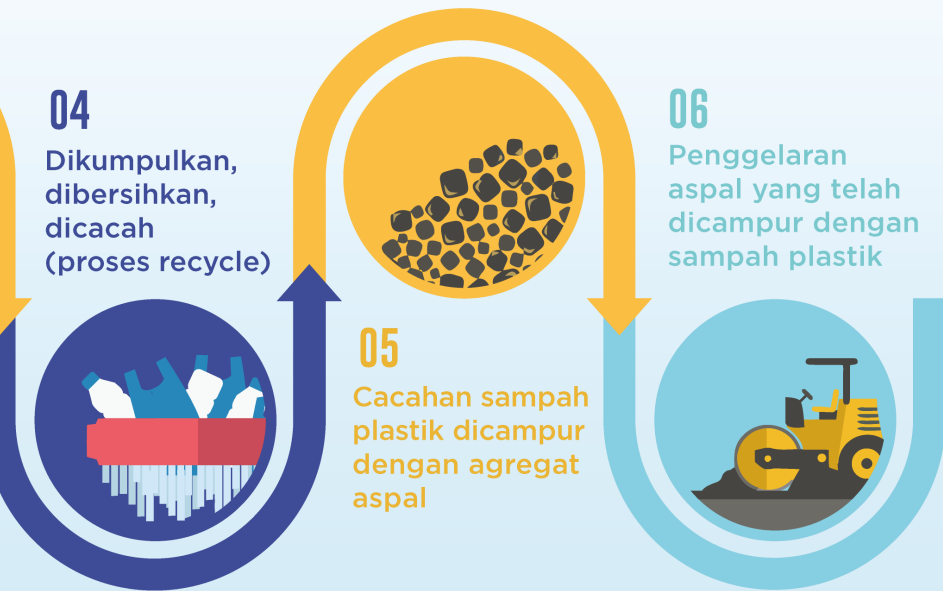 04
Dikumpulkan,
dibersihkan,
dicacah
(proses recycle)
05
Cacahan sampah
plastik dicampur
dengan agregat
aspal
06
Penggelaran
aspal yang telah
dicampur dengan
sampah plastik